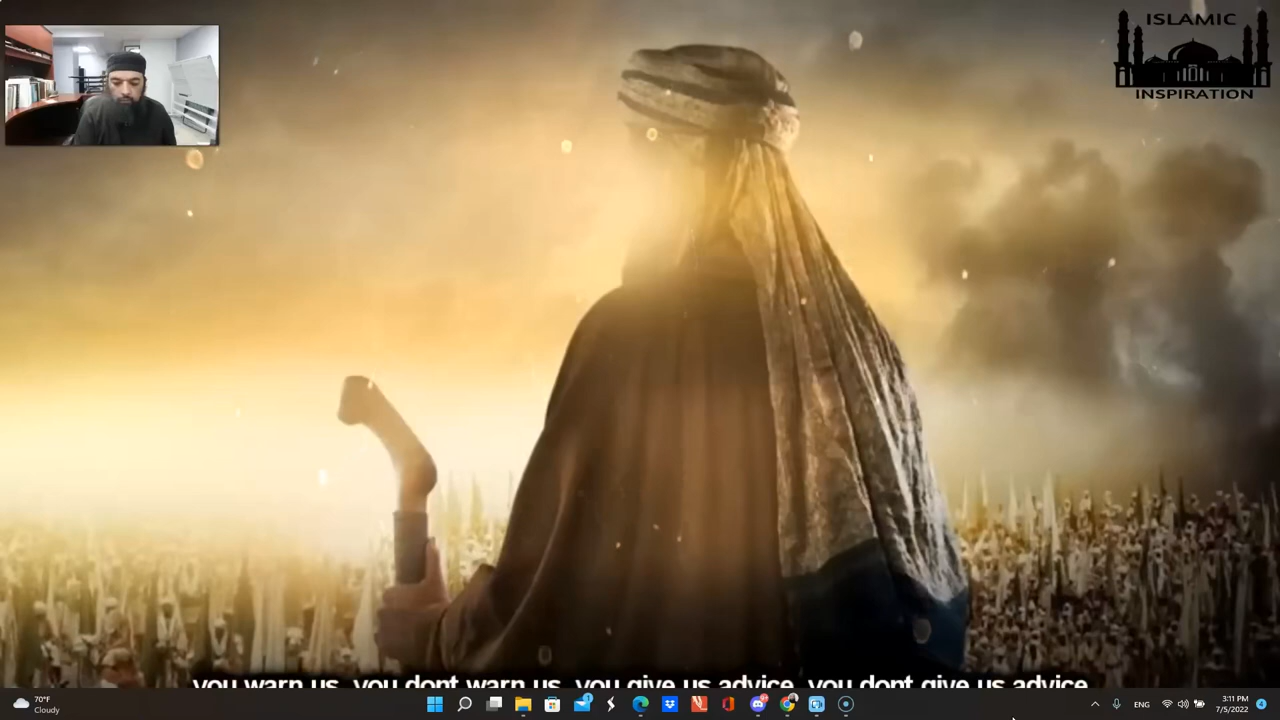 ISLAMIC
INSPIRATION
you warn us, you dont warn us, you give us advice, you dont give us advice
70°F
Cloudy
ENG
3:11 PM
7/5/2022